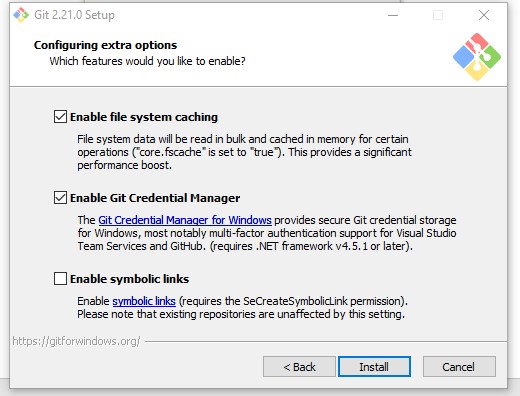 Git 2.21.0 Setup
Configuring extra options
Which features would you like to enable?
Enable file system caching
File system data will be read in bulk and cached in memory for certain
operations ("core.fscache" is set to "true"). This provides a significant
performance boost.
Enable Git Credential Manager
The Git Credential Manager for Windows provides secure Git credential storage
for Windows, most notably multi-factor authentication support for Visual Studio
Team Services and GitHub. (requires .NET framework v4.5.1 or later).
Enable symbolic links
Enable symbolic links (requires the SeCreateSymbolicLink permission).
Please note that existing repositories are unaffected by this setting.
https://gitforwindows.org/
< Back Install Cancel